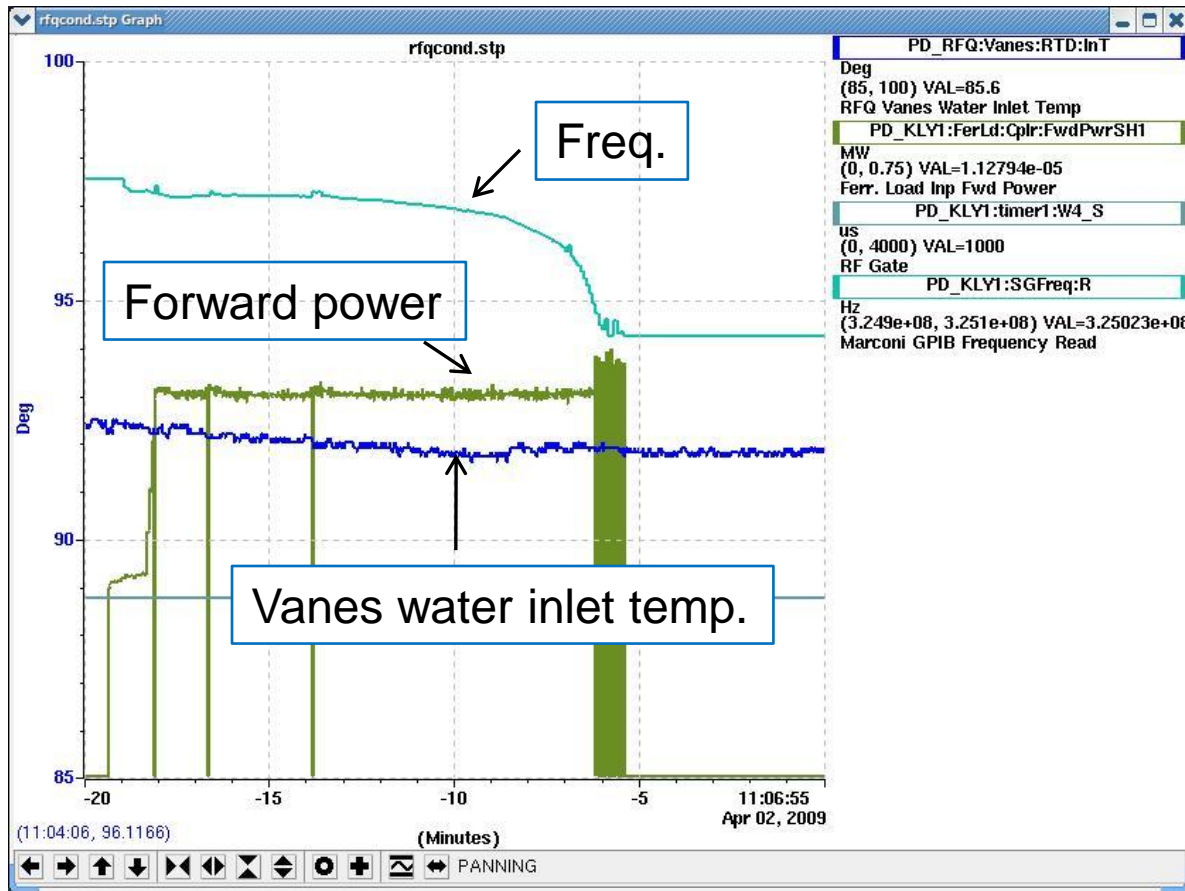 rfqcond.stp Graph
rfqcond.stp
100
95
90
85
Deg
Freq.
Forward power
Vanes water inlet temp.
-20
-15
-10
-5
11:06:55
Apr 02, 2009
(Minutes)
(11:04:06, 96.1166)
PANNING
PD_RFQ:Vanes:RTD:InT
Deg
(85, 100) VAL=85.6
RFQ Vanes Water Inlet Temp
PD_KLY1:FerLd:Cplr:FwdPwrSH1
MW
(0, 0.75) VAL=1.12794e-05
Ferr. Load Inp Fwd Power
PD_KLY1:timer1:W4_S
us
(0, 4000) VAL=1000
RF Gate
PD_KLY1:SGFreq:R
Hz
(3.249e+08, 3.251e+08) VAL=3.25023e+08
Marconi GPIB Frequency Read